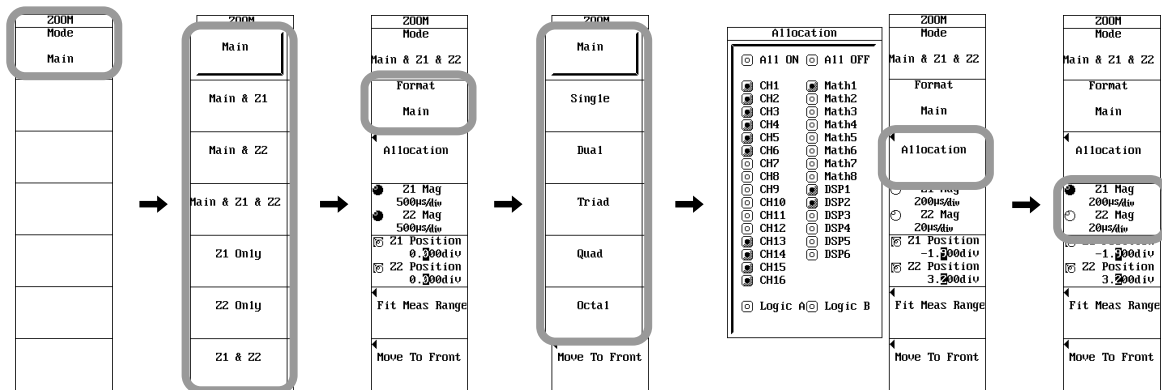 ZOOM
Mode
Main
ZOOM
Main
Main & Z1
Main & Z2
Main & Z1 & Z2
Z1 Only
Z2 Only
Z1 & Z2
ZOOM
Mode
Main & Z1 & Z2
Format
Main
Allocation
Z1 Mag
500µs/div
Z2 Mag
500µs/div
Z1 Position
0.000div
Z2 Position
0.000div
Fit Meas Range
Move To Front
ZOOM
Main
Single
Dual
Triad
Quad
Octal
Move To Front
Allocation
All ON All OFF
CH1 Math1
CH2 Math2
CH3 Math3
CH4 Math4
CH5 Math5
CH6 Math6
CH7 Math7
CH8 Math8
CH9 DSP1
CH10 DSP2
CH11 DSP3
CH12 DSP4
CH13 DSP5
CH14 DSP6
CH15
CH16
Logic A Logic B
ZOOM
Mode
Main & Z1 & Z2
Format
Main
Allocation
Z1 Mag
200µs/div
Z2 Mag
20µs/div
Z1 Position
-1.900div
Z2 Position
3.200div
Fit Meas Range
Move To Front
ZOOM
Mode
Main & Z1 & Z2
Format
Main
Allocation
Z1 Mag
200µs/div
Z2 Mag
20µs/div
Position
-1.900div
Z2 Position
3.200div
Fit Meas Range
Move To Front